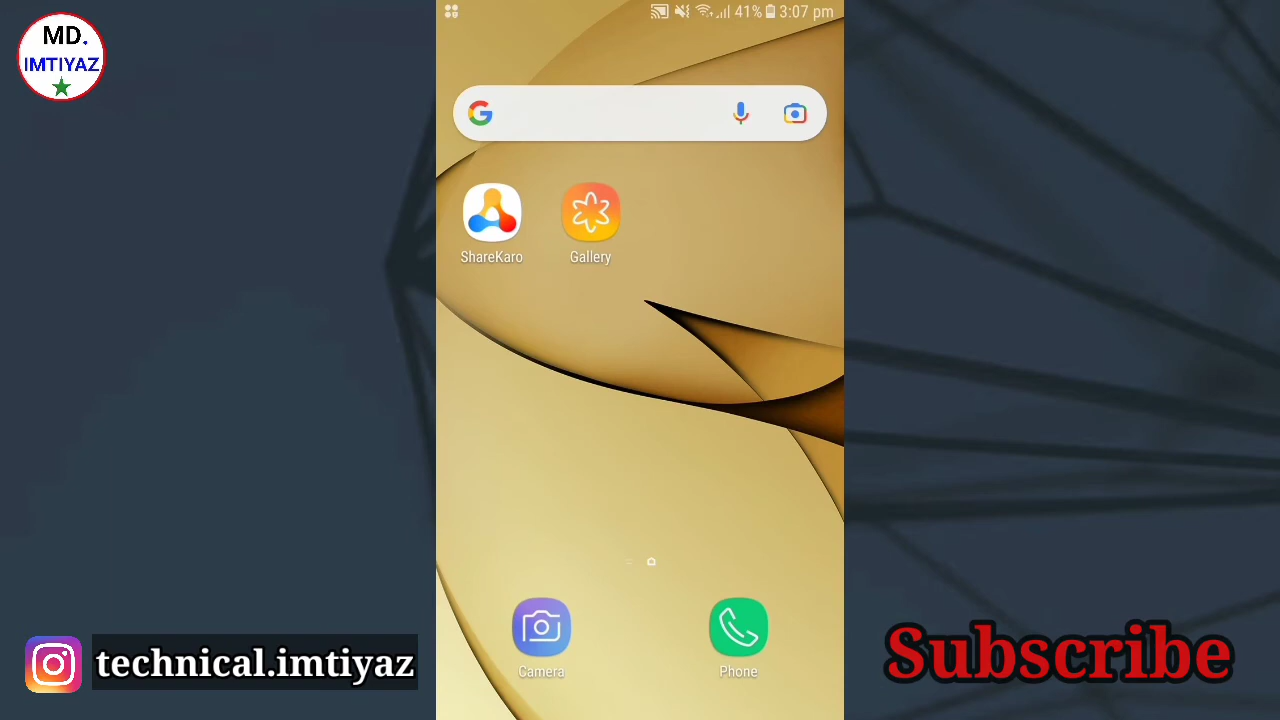 MD.
IMTIYAZ
41% 3:07 pm
ShareKaro
Gallery
Camera
Phone
technical.imtiyaz
Subscribe